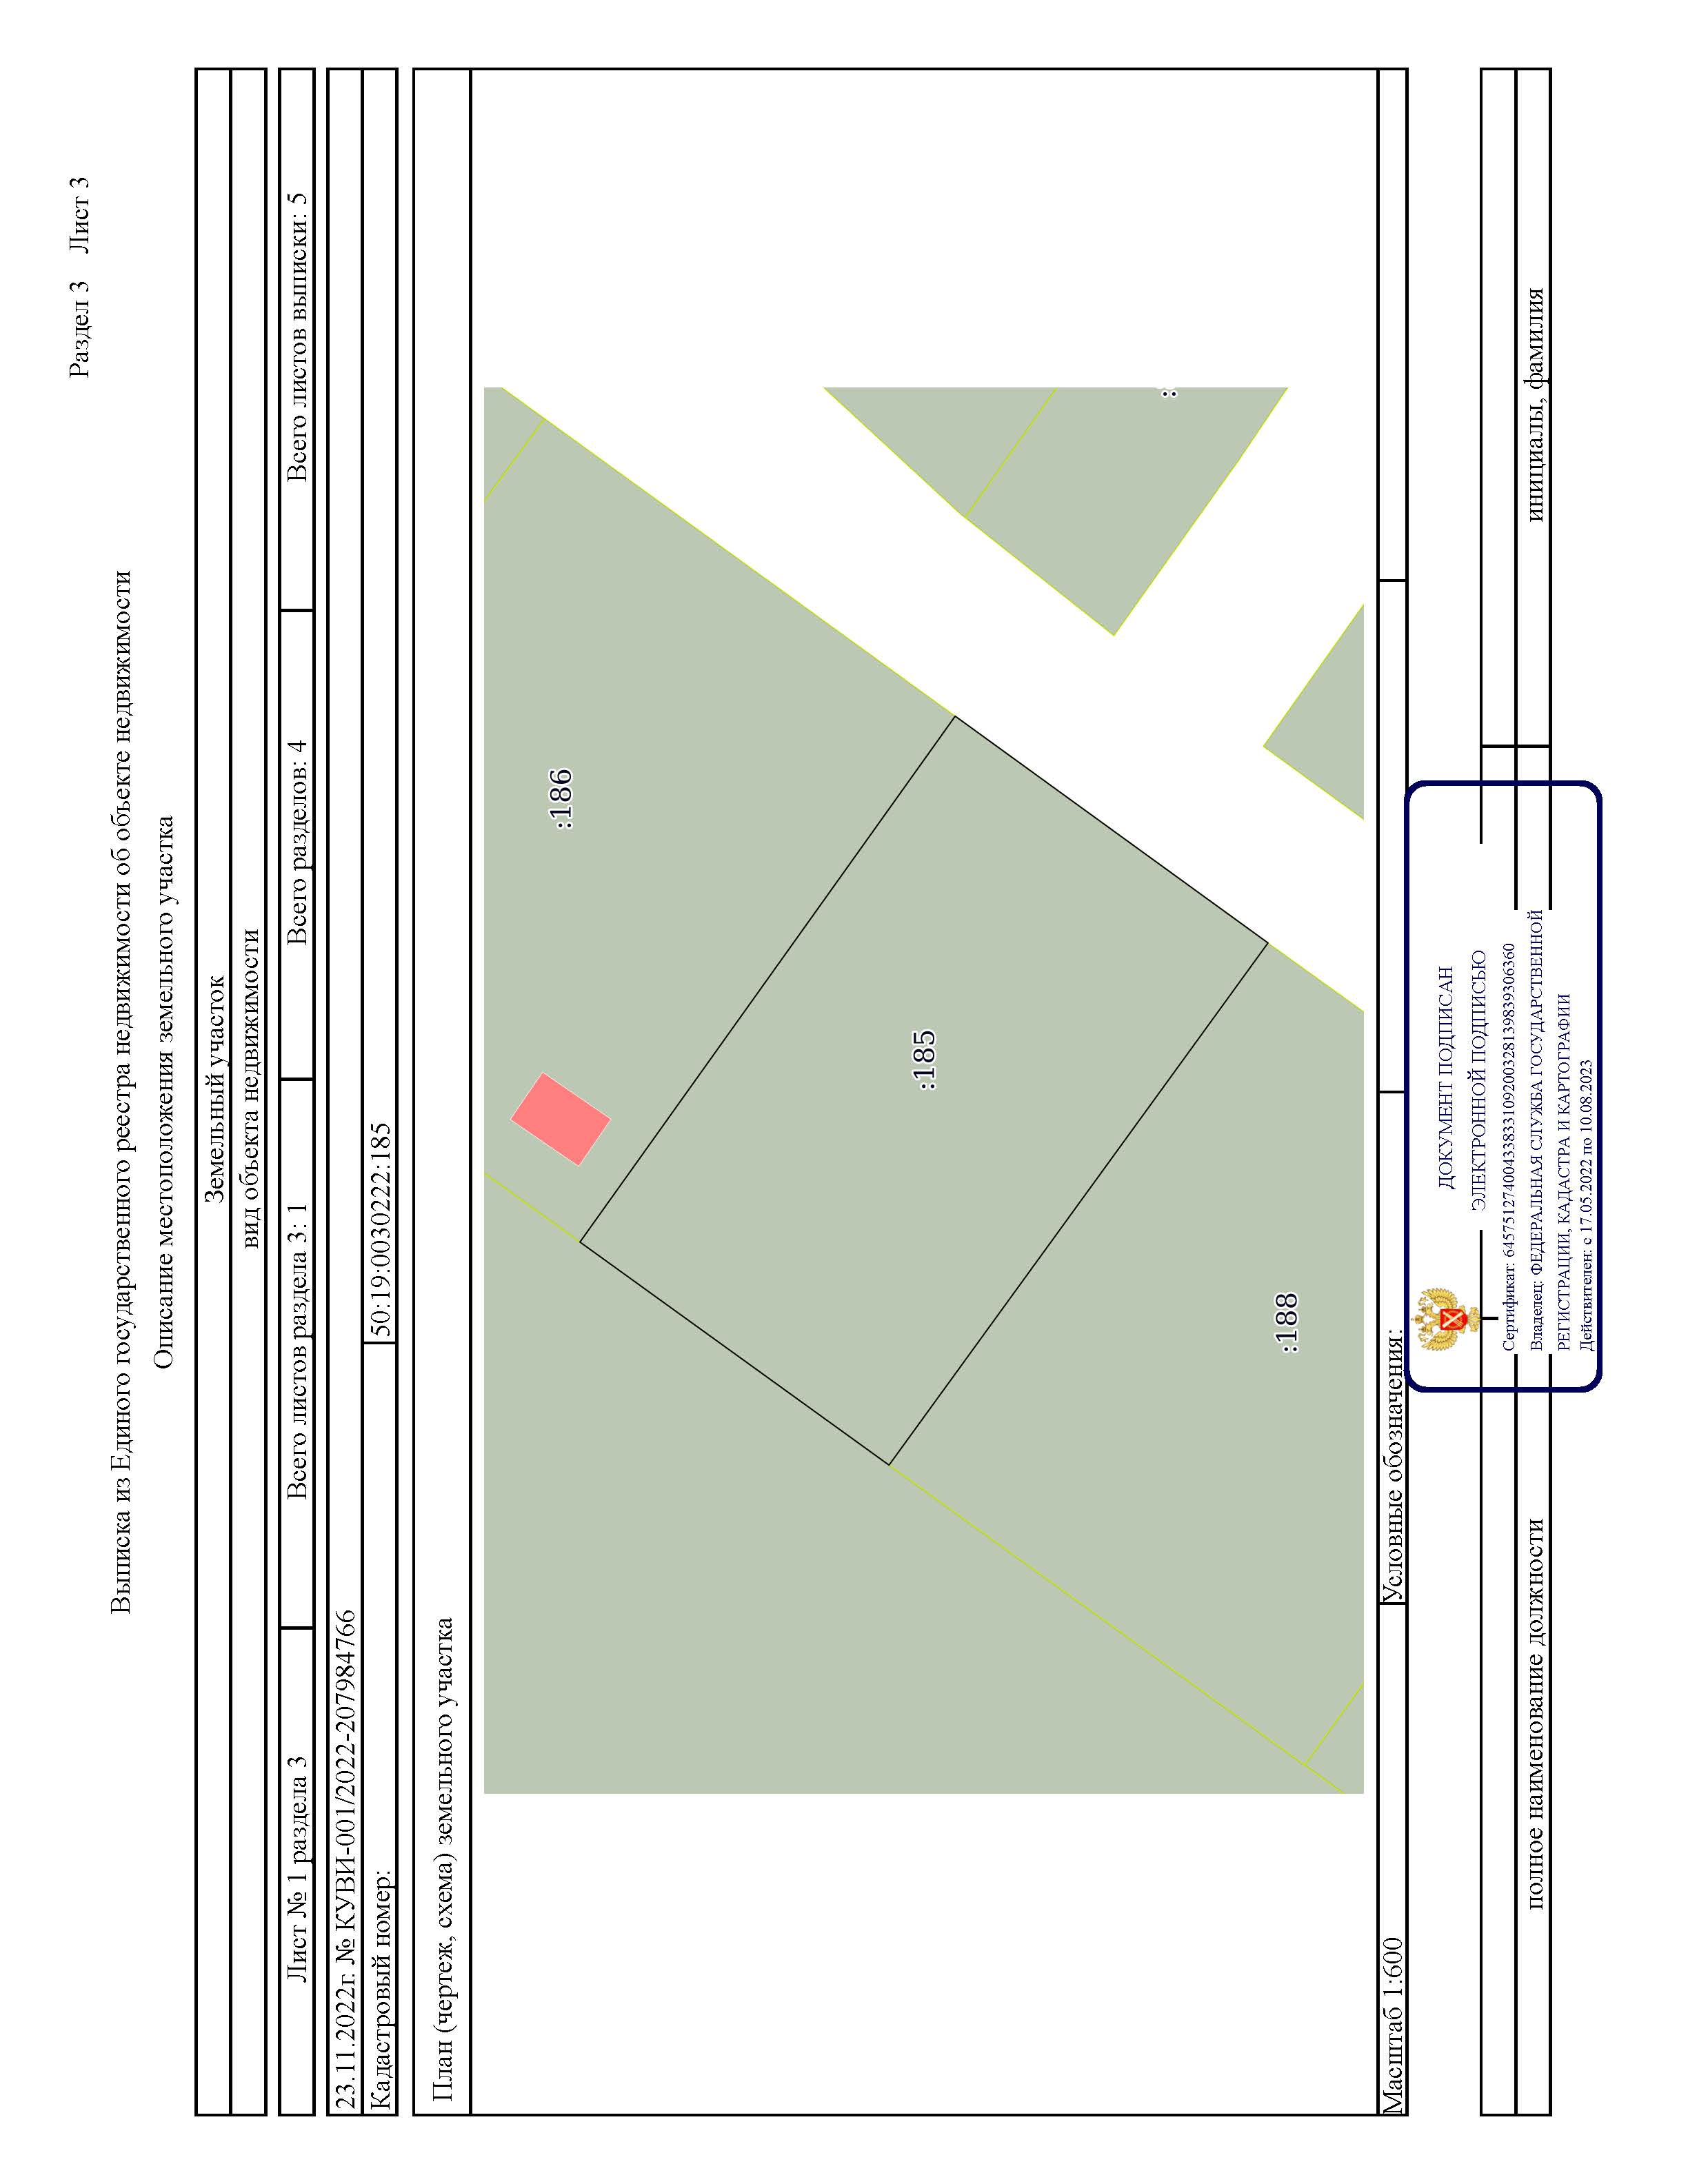 Раздел 3 Лист 3
Выписка из Единого государственного реестра недвижимости об объекте недвижимости
Описание местоположения земельного участка
Земельный участок
вид объекта недвижимости
Лист № 1 раздела 3 Всего листов раздела 3: 1 Всего разделов: 4 Всего листов выписки: 5
23.11.2022г. № КУВИ-001/2022-207984766
Кадастровый номер: 50:19:0030222:185
План (чертеж, схема) земельного участка
:186
:185
:188
:
Масштаб 1:600 Условные обозначения:
ДОКУМЕНТ ПОДПИСАН
ЭЛЕКТРОННОЙ ПОДПИСЬЮ
Сертификат: 645751274004338331092003281398393063​60
Владелец: ФЕДЕРАЛЬНАЯ СЛУЖБА ГОСУДАРСТВЕННОЙ
РЕГИСТРАЦИИ, КАДАСТРА И КАРТОГРАФИИ
Действителен: с 17.05.2022 по 10.08.2023
полное наименование должности инициалы, фамилия